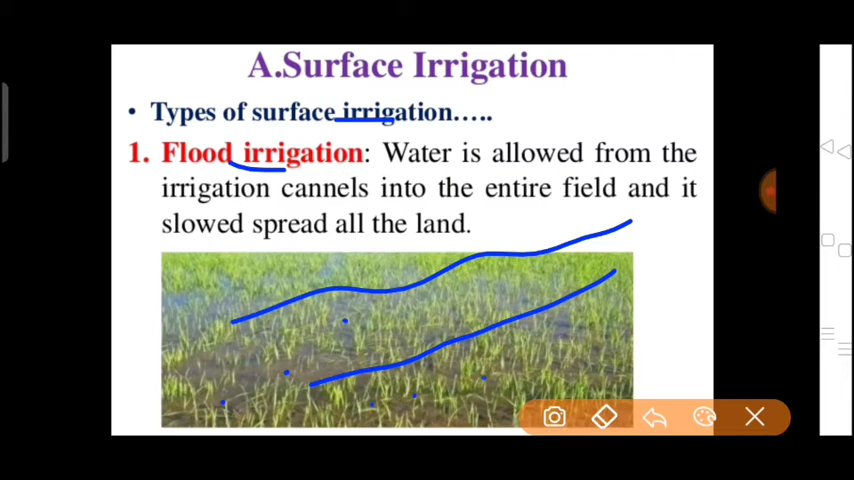 A.Surface Irrigation
• Types of surface irrigation.....
1. Flood irrigation: Water is allowed from the
irrigation cannels into the entire field and it
slowed spread all the land.